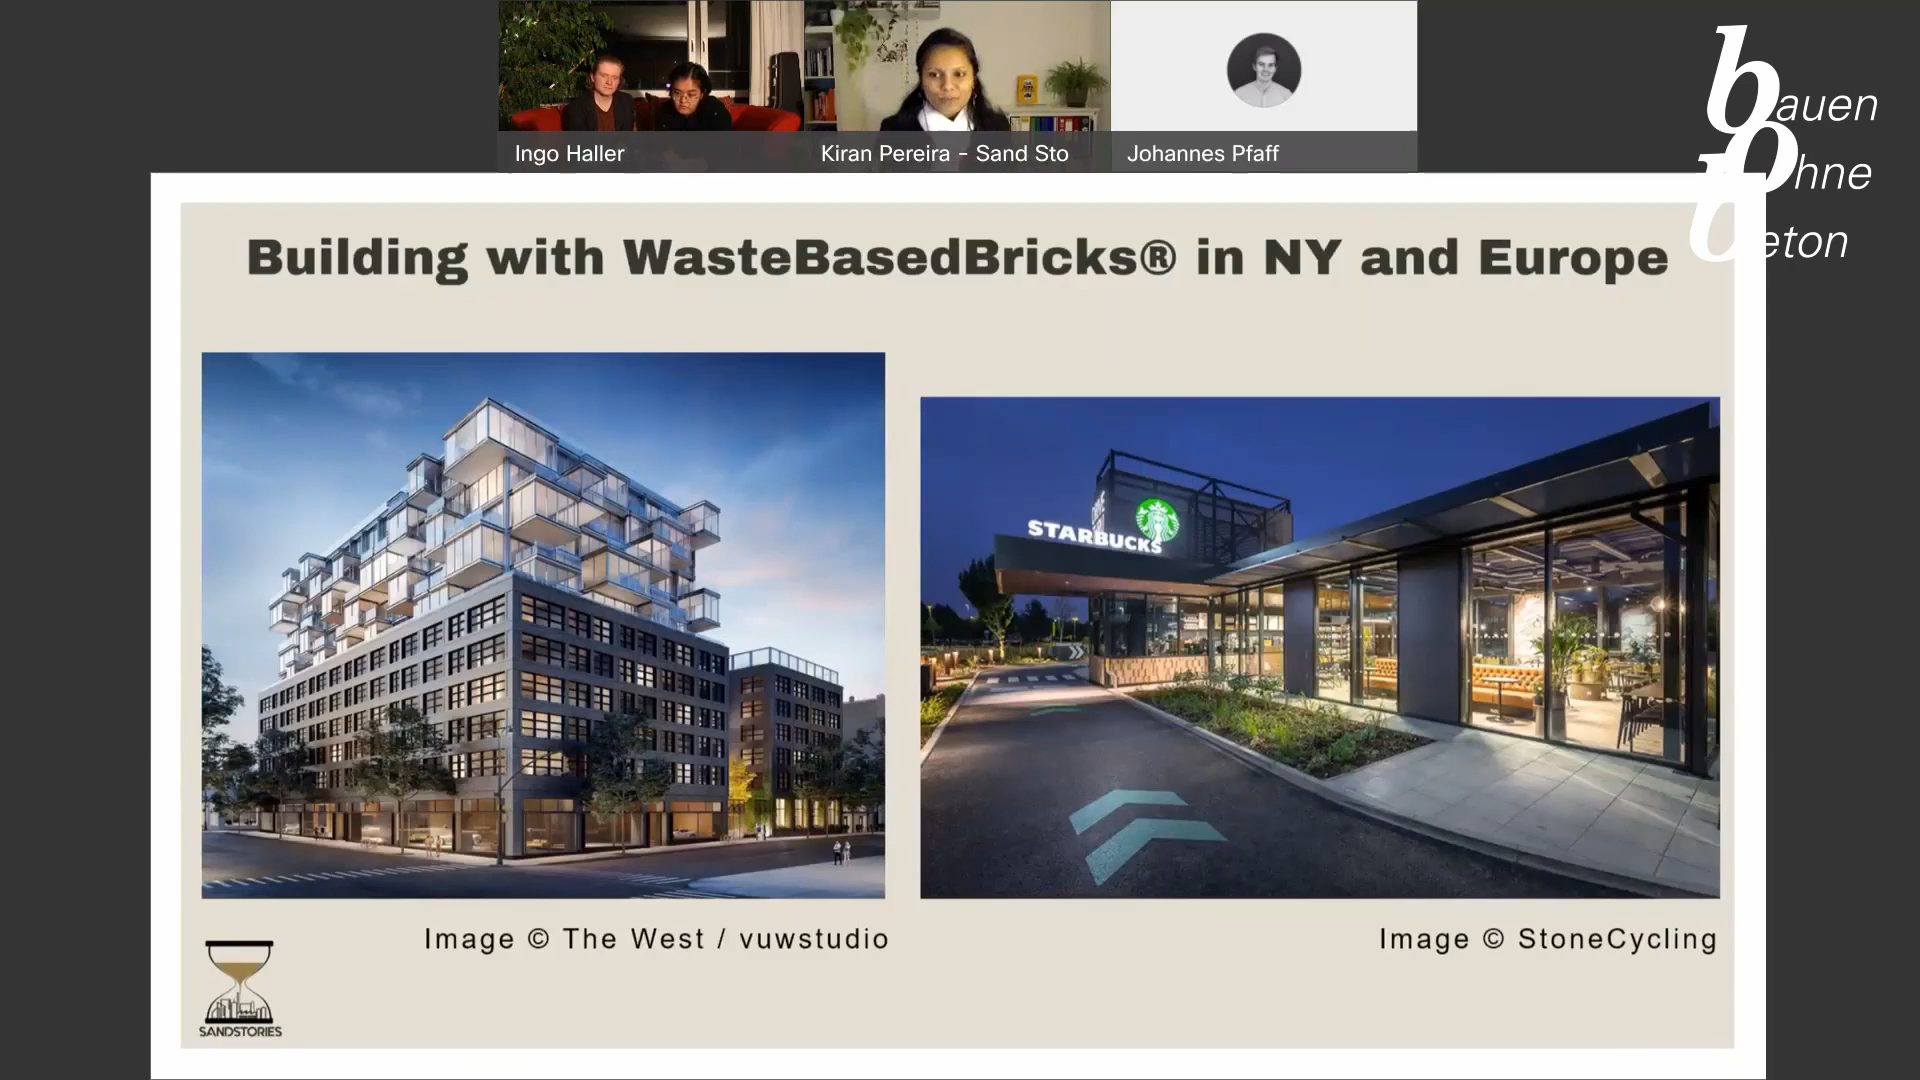 Ingo Haller
Kiran Pereira - Sand Sto
Johannes Pfaff
bauen
ohne
beton
Building with WasteBasedBricks® in NY and Europe
STARBUCKS
Image © The West / vuwstudio
Image © StoneCycling
SANDSTORIES